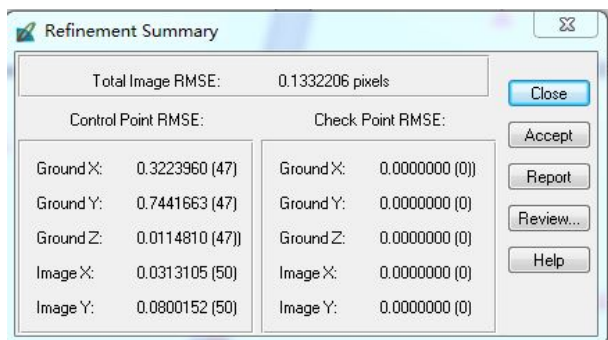 Refinement Summary
Total Image RMSE: 0.1332206 pixels
Control Point RMSE: Check Point RMSE:
Ground X: 0.3223960 (47) Ground X: 0.0000000 (0))
Ground Y: 0.7441663 (47) Ground Y: 0.0000000 (0)
Ground Z: 0.0114810 (47)) Ground Z: 0.0000000 (0)
Image X: 0.0313105 (50) Image X: 0.0000000 (0)
Image Y: 0.0800152 (50) Image Y: 0.0000000 (0)
Close
Accept
Report
Review...
Help